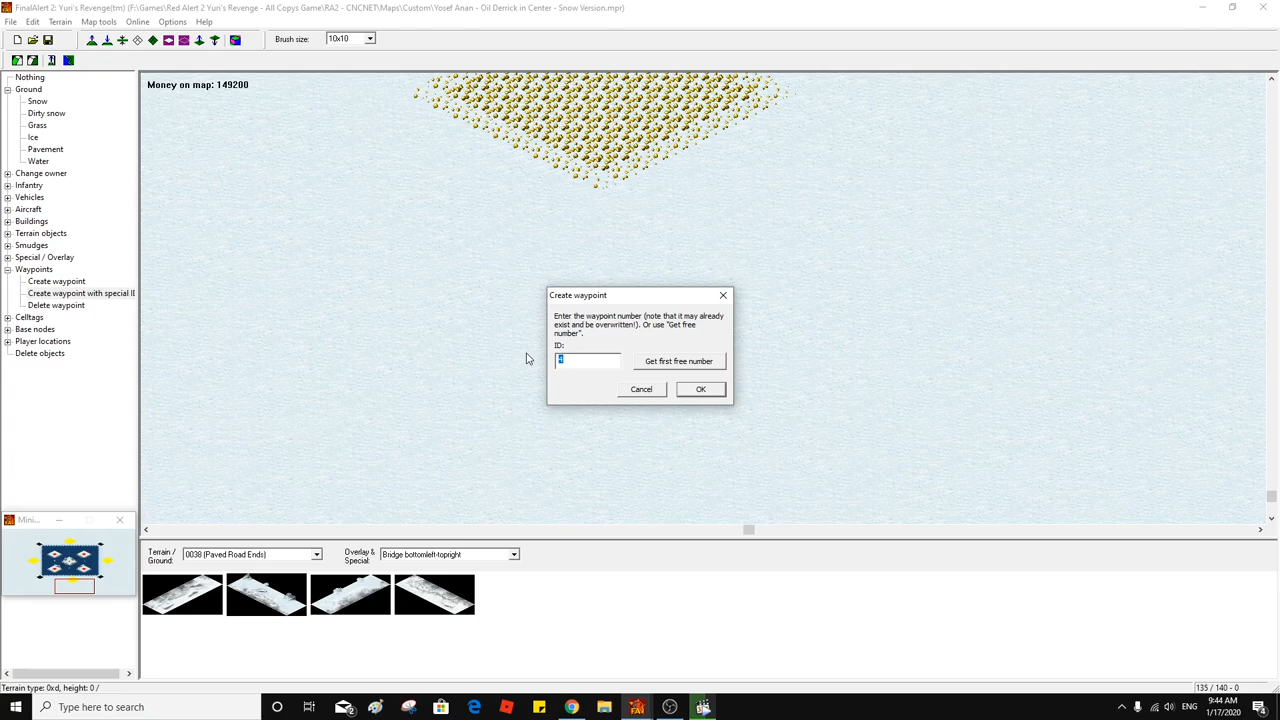 FinalAlert 2: Yuri's Revenge(tm) (F:\Games\Red Alert 2 Yuri's Revenge - All Copys Game\RA2 - CNCNET\Maps\Custom\Yosef Anan - Oil Derrick in Center - Snow Version.mpr)
File Edit Terrain Map tools Online Options Help
Brush size: 10x10
Nothing
Ground
Snow
Dirty snow
Grass
Ice
Pavement
Water
Change owner
Infantry
Vehicles
Aircraft
Buildings
Terrain objects
Smudges
Special / Overlay
Waypoints
Create waypoint
Create waypoint with special ID
Delete waypoint
Celltags
Base nodes
Player locations
Delete objects
Money on map: 149200
Create waypoint
Enter the waypoint number (note that it may already
exist and be overwritten!). Or use "Get free
number".
ID:
4
Get first free number
Cancel OK
Mini...
Terrain /
Ground:
0038 (Paved Road Ends)
Overlay &
Special:
Bridge bottomleft-topright
Terrain type: 0xd, height: 0 /
135 / 140 - 0
Type here to search
ENG
9:44 AM
1/17/2020